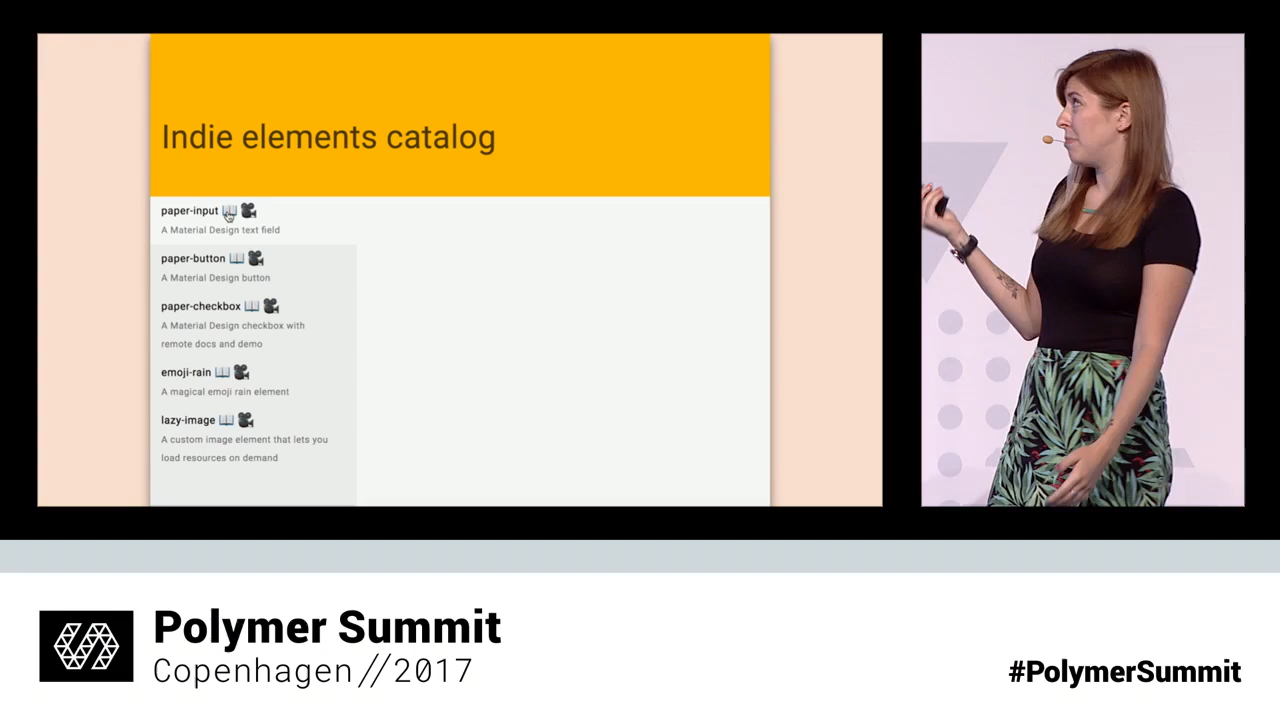 Indie elements catalog
paper-input 📖 🎥
A Material Design text field
paper-button 📖 🎥
A Material Design button
paper-checkbox 📖 🎥
A Material Design checkbox with
remote docs and demo
emoji-rain 📖 🎥
A magical emoji rain element
lazy-image 📖 🎥
A custom image element that lets you
load resources on demand
Polymer Summit
Copenhagen//2017
#PolymerSummit